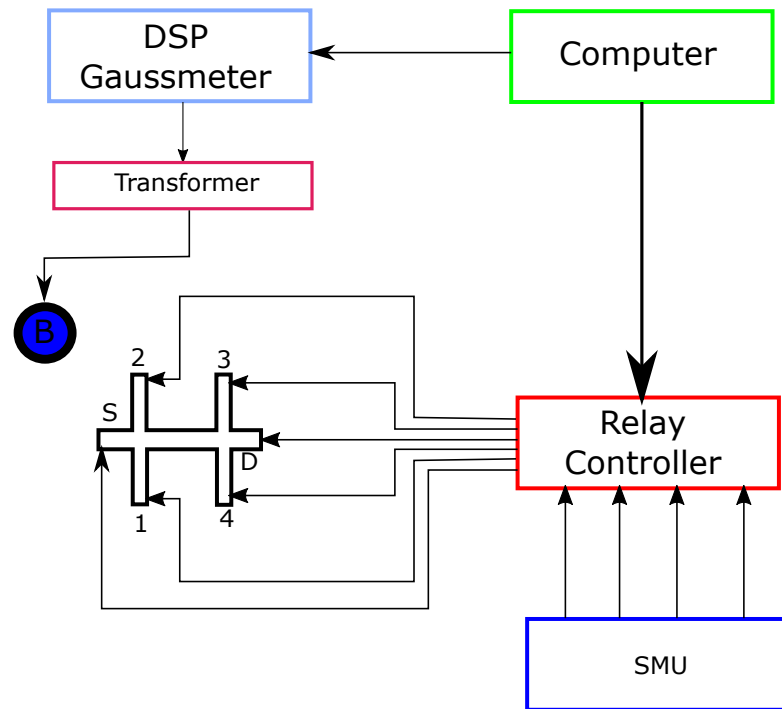 DSP
Gaussmeter
Computer
Transformer
B
2
3
S
D
1
4
Relay
Controller
SMU